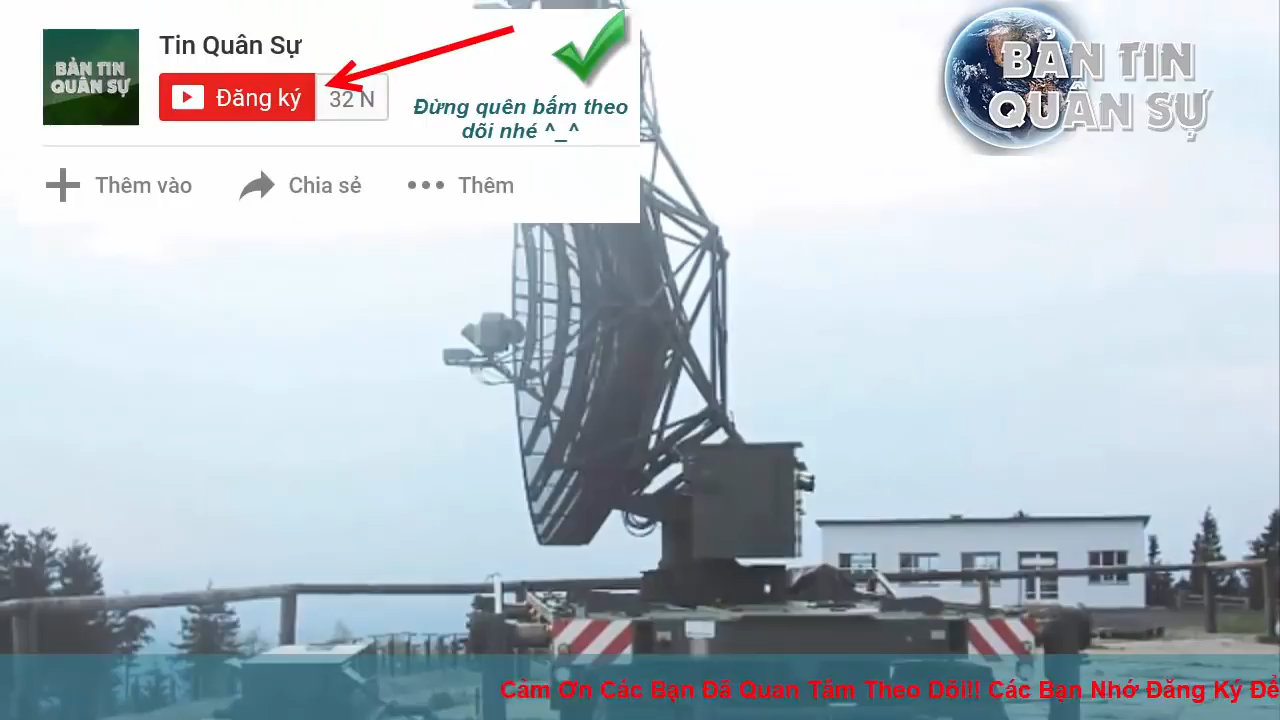 BẢN TIN
QUÂN SỰ
Tin Quân Sự
Đăng ký
32 N
Đừng quên bấm theo
dõi nhé ^_^
Thêm vào
Chia sẻ
Thêm
BẢN TIN
QUÂN SỰ
Cảm Ơn Các Bạn Đã Quan Tâm Theo Dõi!! Các Bạn Nhớ Đăng Ký Để